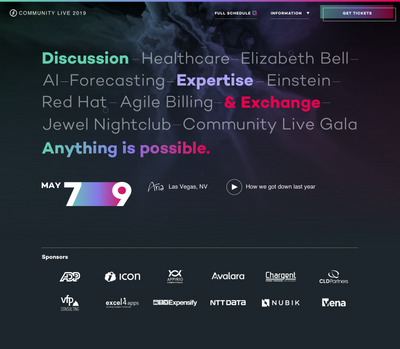 COMMUNITY LIVE 2019
FULL SCHEDULE
INFORMATION
GET TICKETS
Discussion—Healthcare—Elizabeth Bell—
AI—Forecasting—Expertise—Einstein—
Red Hat—Agile Billing—& Exchange—
Jewel Nightclub—Community Live Gala
Anything is possible.
MAY 7 9
Aria Las Vegas, NV
How we got down last year
Sponsors
ADP
ICON
APPIRIO
Avalara
Chargent
CLDPartners
vfp
CONSULTING
excel4apps
Expensify
NTT DATA
NUBIK
Vena